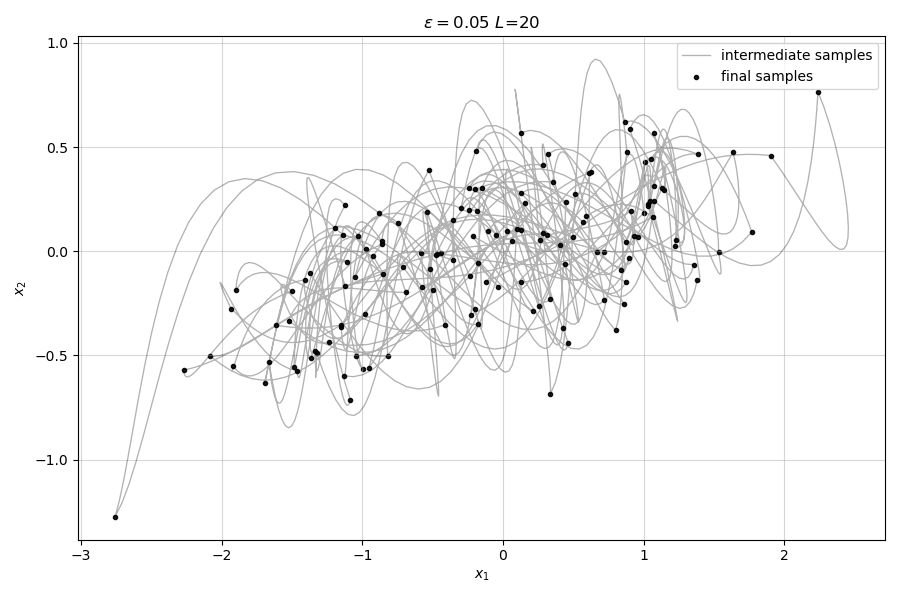 ε = 0.05 L=20
intermediate samples
final samples
1.0
0.5
0.0
−0.5
−1.0
x₂
−3
−2
−1
0
1
2
x₁